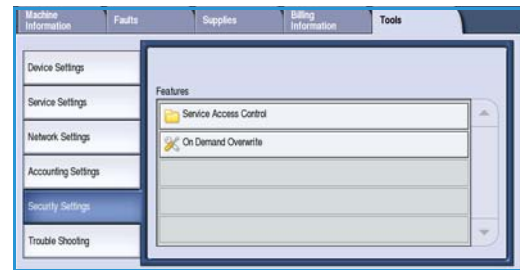 Machine
Information
Faults
Supplies
Billing
Information
Tools
Device Settings
Service Settings
Network Settings
Accounting Settings
Security Settings
Trouble Shooting
Features
Service Access Control
On Demand Overwrite